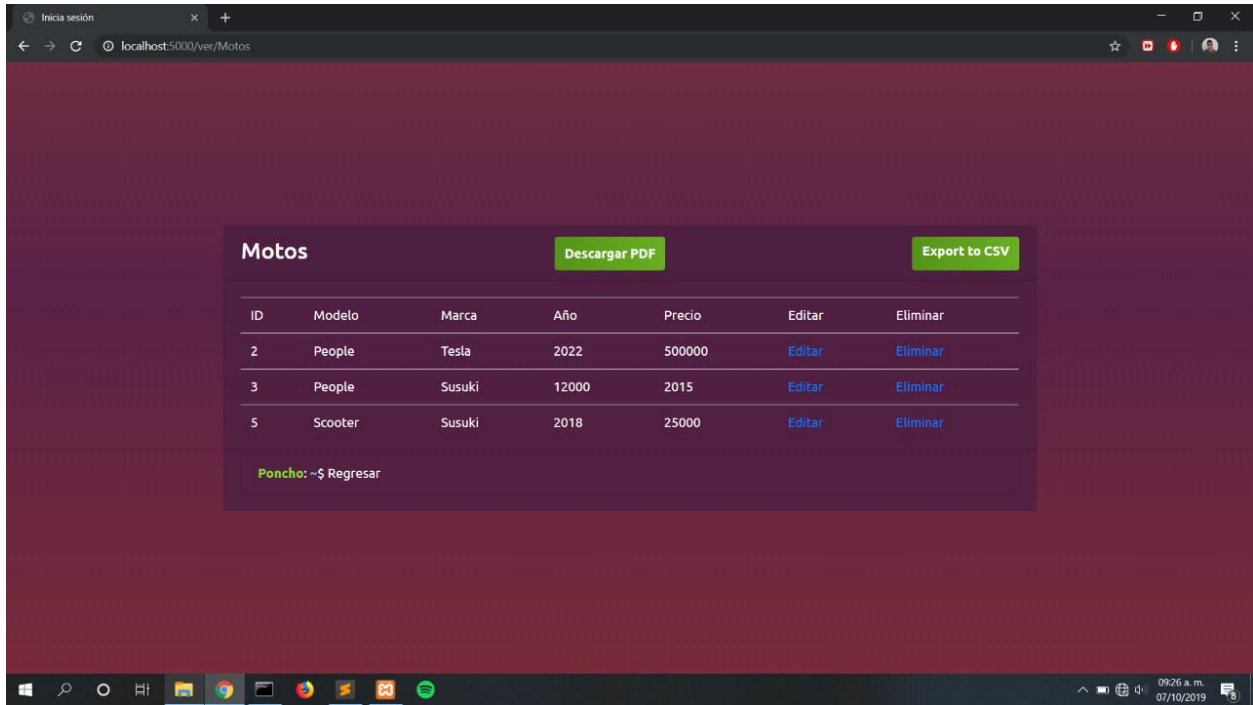 Inicia sesión
localhost:5000/ver/Motos
Motos
Descargar PDF
Export to CSV
ID Modelo Marca Año Precio Editar Eliminar
2 People Tesla 2022 500000 Editar Eliminar
3 People Susuki 12000 2015 Editar Eliminar
5 Scooter Susuki 2018 25000 Editar Eliminar
Poncho: ~$ Regresar
09:26 a. m.
07/10/2019
8